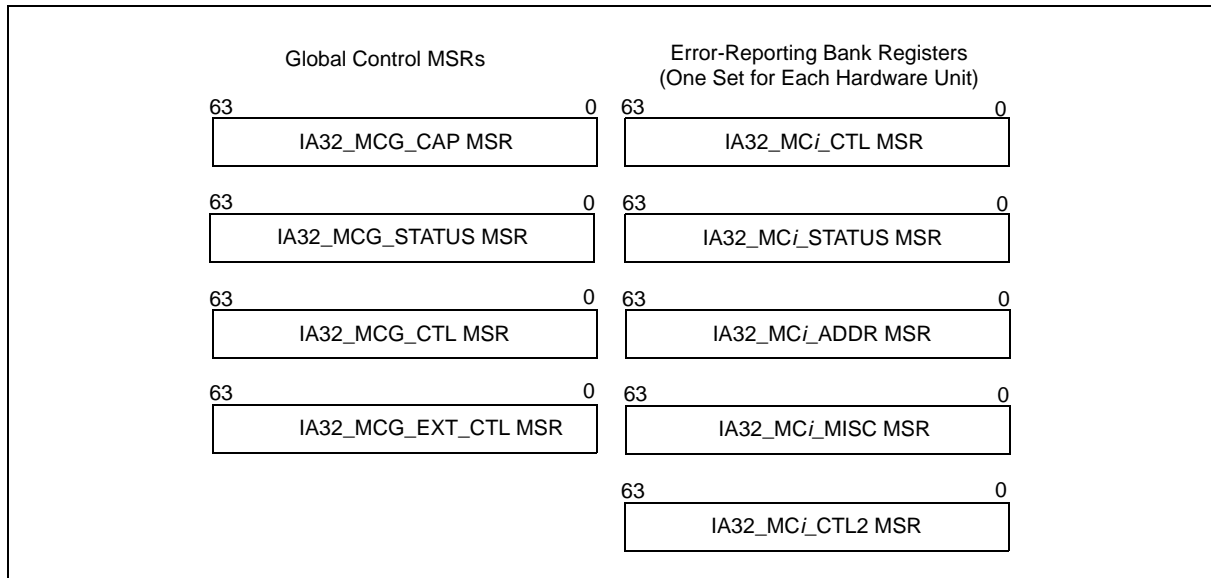 Global Control MSRs
63 0
IA32_MCG_CAP MSR
63 0
IA32_MCG_STATUS MSR
63 0
IA32_MCG_CTL MSR
63 0
IA32_MCG_EXT_CTL MSR
Error-Reporting Bank Registers
(One Set for Each Hardware Unit)
63 0
IA32_MCi_CTL MSR
63 0
IA32_MCi_STATUS MSR
63 0
IA32_MCi_ADDR MSR
63 0
IA32_MCi_MISC MSR
63 0
IA32_MCi_CTL2 MSR